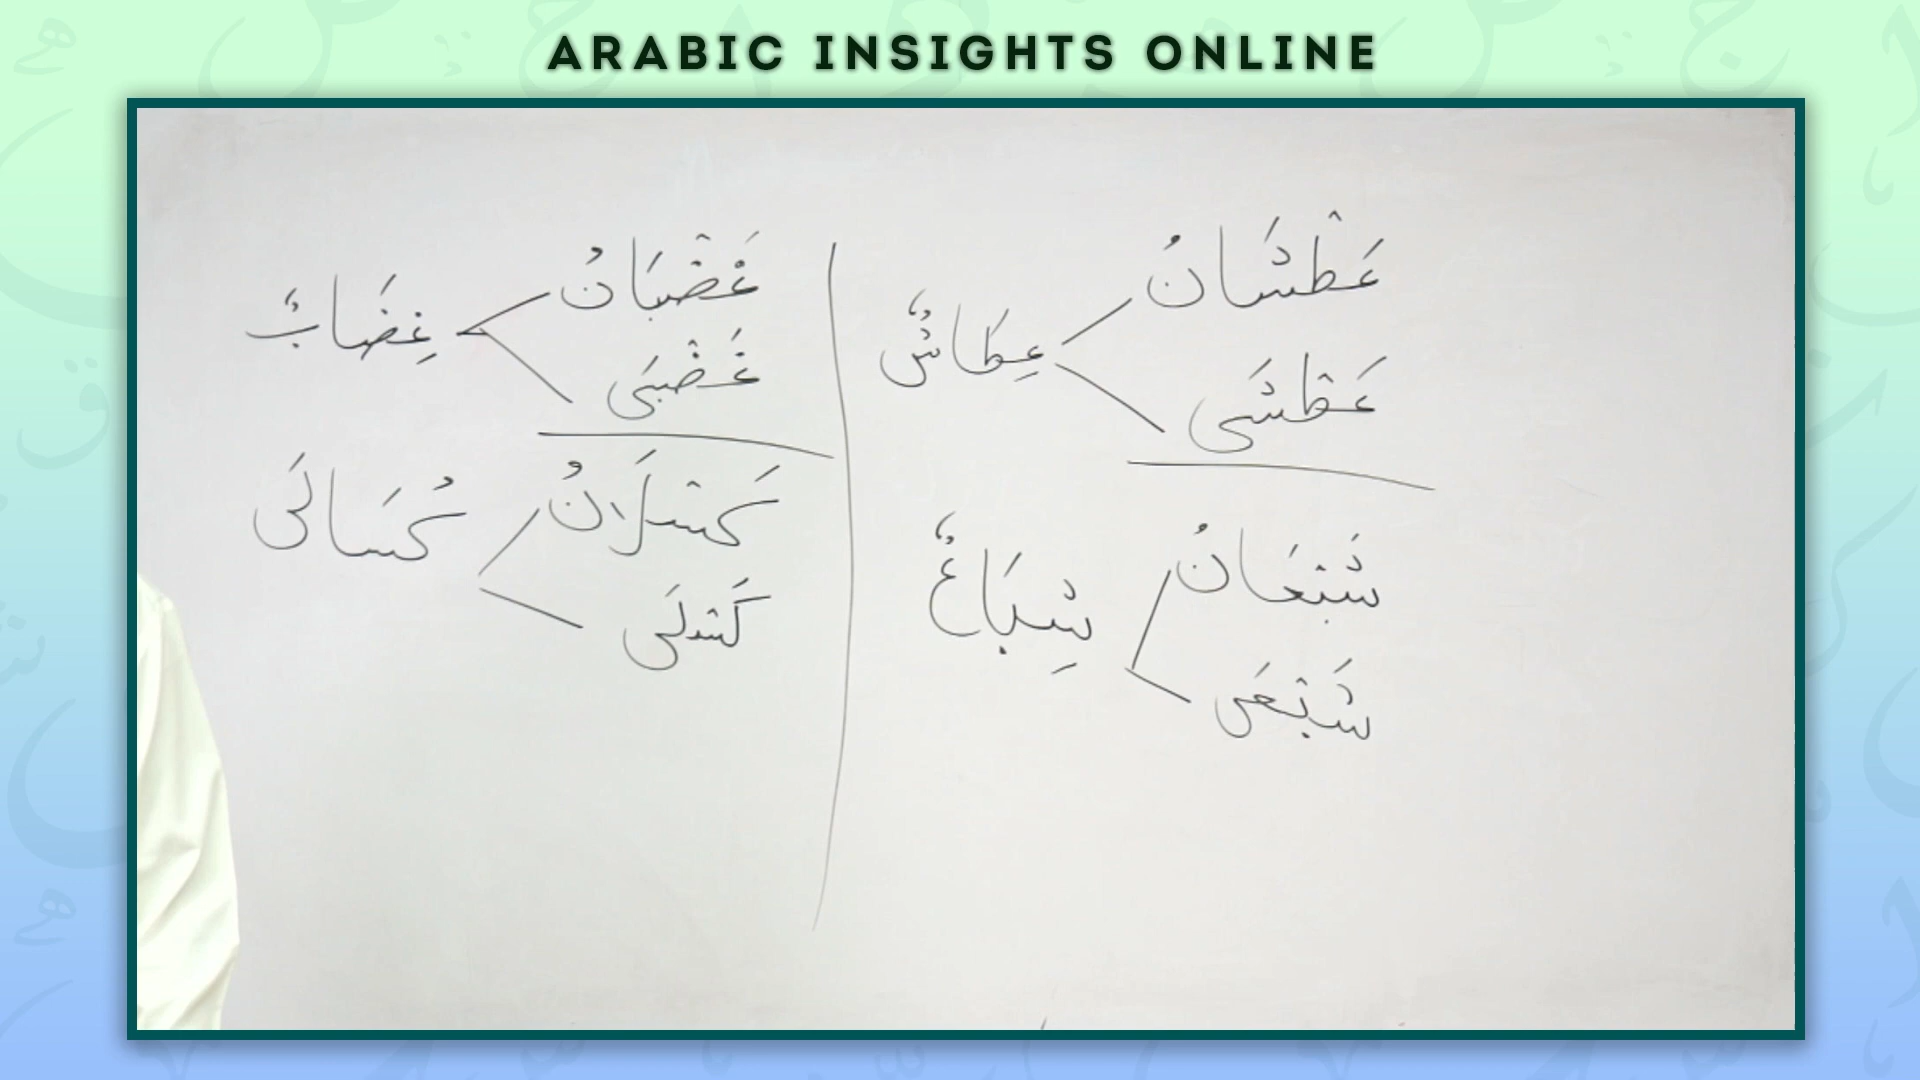 ARABIC INSIGHTS ONLINE
عَطْشَانُ
عَطْشَى
عِطَاشٌ
شَبْعَانُ
شَبْعَى
شِبَاعٌ
غَضْبَانُ
غَضْبَى
غِضَابٌ
كَسْلَانُ
كَسْلَى
كُسَالَى